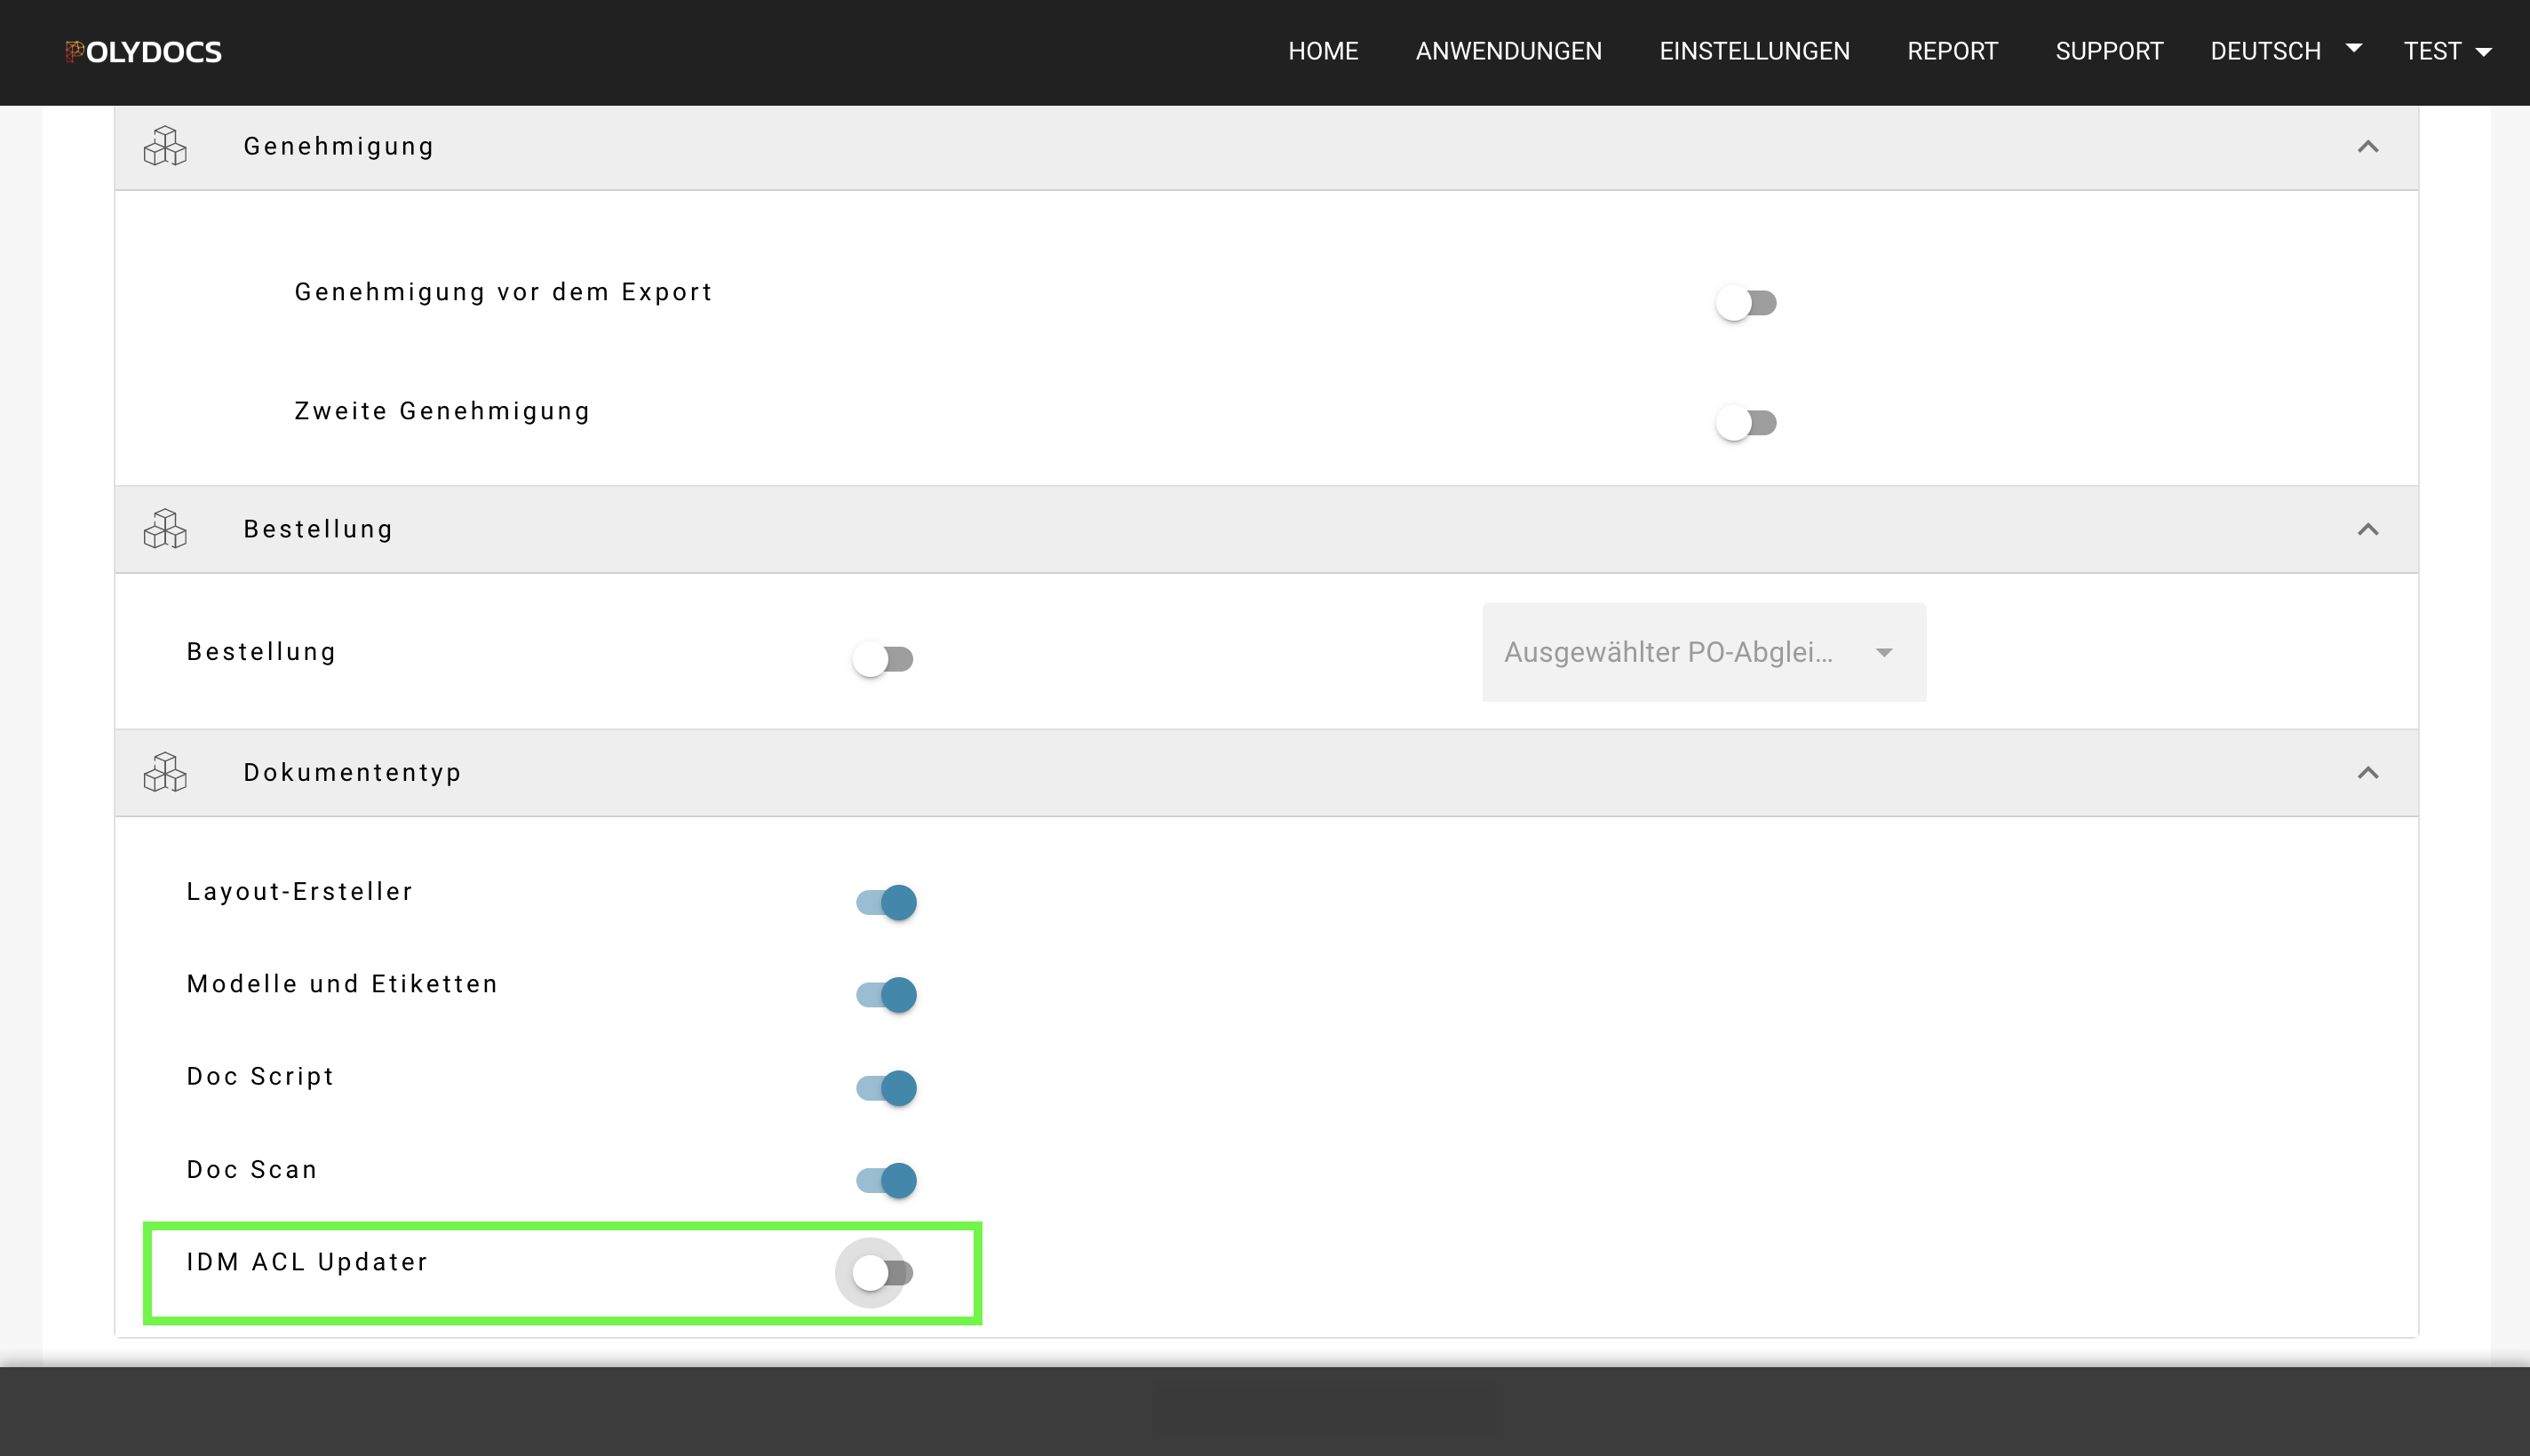 POLYDOCS HOME ANWENDUNGEN EINSTELLUNGEN REPORT SUPPORT DEUTSCH TEST
Genehmigung
Genehmigung vor dem Export
Zweite Genehmigung
Bestellung
Bestellung Ausgewählter PO-Abglei...
Dokumententyp
Layout-Ersteller
Modelle und Etiketten
Doc Script
Doc Scan
IDM ACL Updater